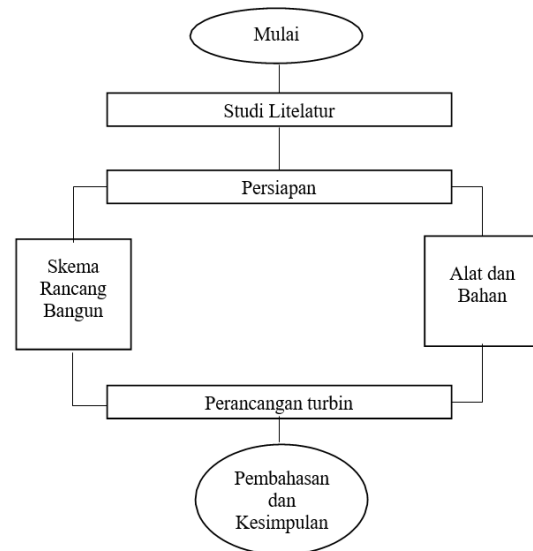 Mulai
Studi Litelatur
Persiapan
Skema
Rancang
Bangun
Alat dan
Bahan
Perancangan turbin
Pembahasan
dan
Kesimpulan